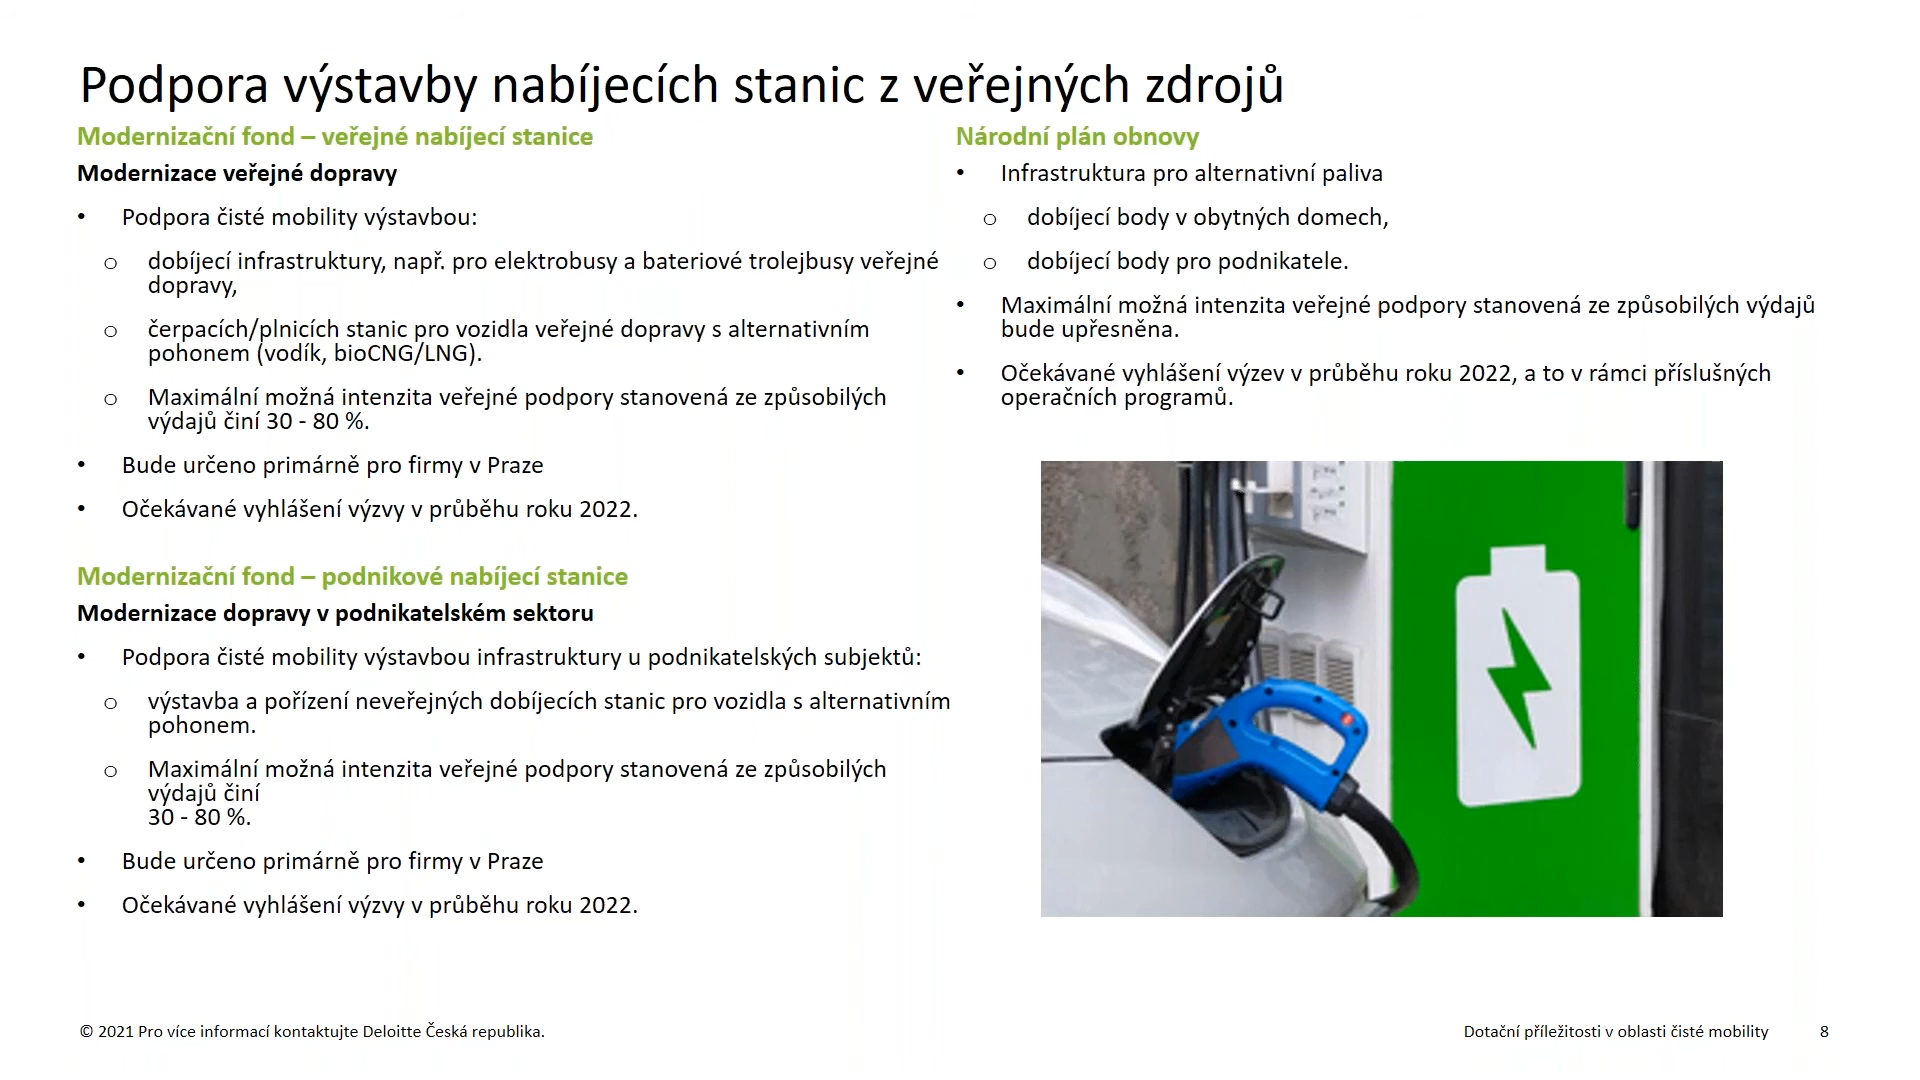 Podpora výstavby nabíjecích stanic z veřejných zdrojů
Modernizační fond – veřejné nabíjecí stanice
Modernizace veřejné dopravy
• Podpora čisté mobility výstavbou:
o dobíjecí infrastruktury, např. pro elektrobusy a bateriové trolejbusy veřejné
dopravy,
o čerpacích/plnicích stanic pro vozidla veřejné dopravy s alternativním
pohonem (vodík, bioCNG/LNG).
o Maximální možná intenzita veřejné podpory stanovená ze způsobilých
výdajů činí 30 - 80 %.
• Bude určeno primárně pro firmy v Praze
• Očekávané vyhlášení výzvy v průběhu roku 2022.
Modernizační fond – podnikové nabíjecí stanice
Modernizace dopravy v podnikatelském sektoru
• Podpora čisté mobility výstavbou infrastruktury u podnikatelských subjektů:
o výstavba a pořízení neveřejných dobíjecích stanic pro vozidla s alternativním
pohonem.
o Maximální možná intenzita veřejné podpory stanovená ze způsobilých
výdajů činí
30 - 80 %.
• Bude určeno primárně pro firmy v Praze
• Očekávané vyhlášení výzvy v průběhu roku 2022.
Národní plán obnovy
• Infrastruktura pro alternativní paliva
o dobíjecí body v obytných domech,
o dobíjecí body pro podnikatele.
• Maximální možná intenzita veřejné podpory stanovená ze způsobilých výdajů
bude upřesněna.
• Očekávané vyhlášení výzev v průběhu roku 2022, a to v rámci příslušných
operačních programů.
© 2021 Pro více informací kontaktujte Deloitte Česká republika.
Dotační příležitosti v oblasti čisté mobility 8